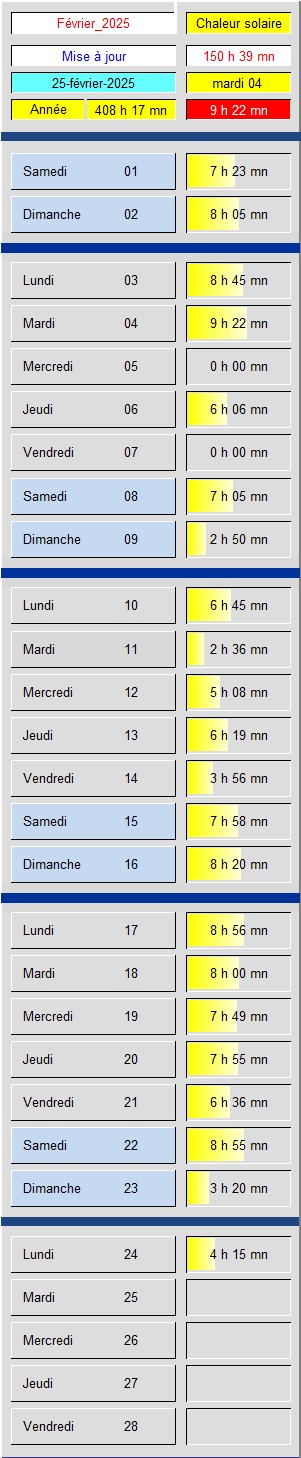 Février_2025 Chaleur solaire
Mise à jour 150 h 39 mn
25-février-2025 mardi 04
Année 408 h 17 mn 9 h 22 mn
Samedi 01 7 h 23 mn
Dimanche 02 8 h 05 mn
Lundi 03 8 h 45 mn
Mardi 04 9 h 22 mn
Mercredi 05 0 h 00 mn
Jeudi 06 6 h 06 mn
Vendredi 07 0 h 00 mn
Samedi 08 7 h 05 mn
Dimanche 09 2 h 50 mn
Lundi 10 6 h 45 mn
Mardi 11 2 h 36 mn
Mercredi 12 5 h 08 mn
Jeudi 13 6 h 19 mn
Vendredi 14 3 h 56 mn
Samedi 15 7 h 58 mn
Dimanche 16 8 h 20 mn
Lundi 17 8 h 56 mn
Mardi 18 8 h 00 mn
Mercredi 19 7 h 49 mn
Jeudi 20 7 h 55 mn
Vendredi 21 6 h 36 mn
Samedi 22 8 h 55 mn
Dimanche 23 3 h 20 mn
Lundi 24 4 h 15 mn
Mardi 25
Mercredi 26
Jeudi 27
Vendredi 28